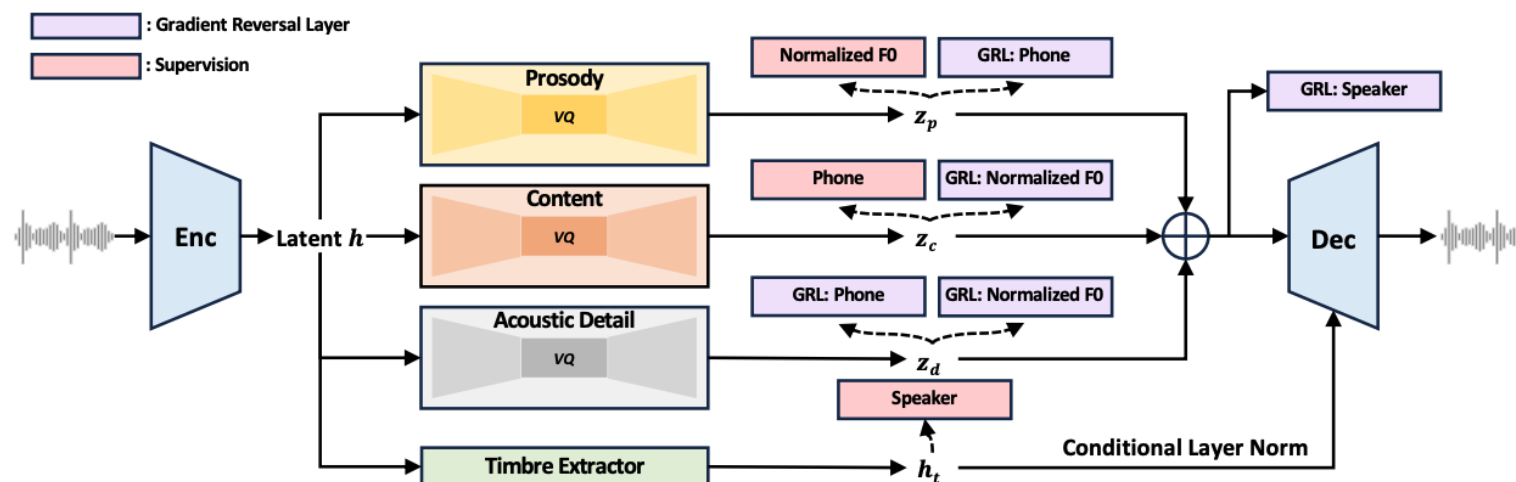 : Gradient Reversal Layer
: Supervision
Normalized F0
GRL: Phone
GRL: Speaker
Prosody
VQ
z_p
Phone
GRL: Normalized F0
Content
VQ
z_c
Enc
Latent h
Dec
GRL: Phone
GRL: Normalized F0
Acoustic Detail
VQ
z_d
Speaker
Conditional Layer Norm
Timbre Extractor
h_t